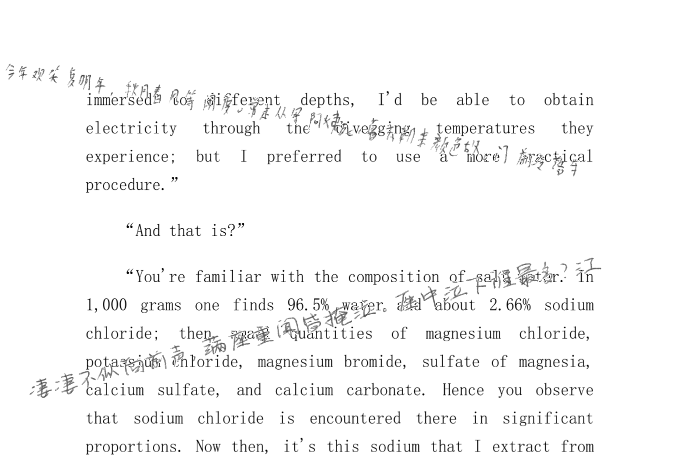 今年欢笑复明年,秋月春风等闲度。弟走从军阿姨死,暮去朝来颜色故。门前冷落
immersed to different depths, I'd be able to obtain
electricity through the diverging temperatures they
experience; but I preferred to use a more practical
procedure.”
“And that is?”
“You're familiar with the composition of salt water. In
1,000 grams one finds 96.5% water and about 2.66% sodium
chloride; then small quantities of magnesium chloride,
potassium chloride, magnesium bromide, sulfate of magnesia,
凄凄不似向前声,满座重闻皆掩泣。座中泣下谁最多?江
calcium sulfate, and calcium carbonate. Hence you observe
that sodium chloride is encountered there in significant
proportions. Now then, it's this sodium that I extract from